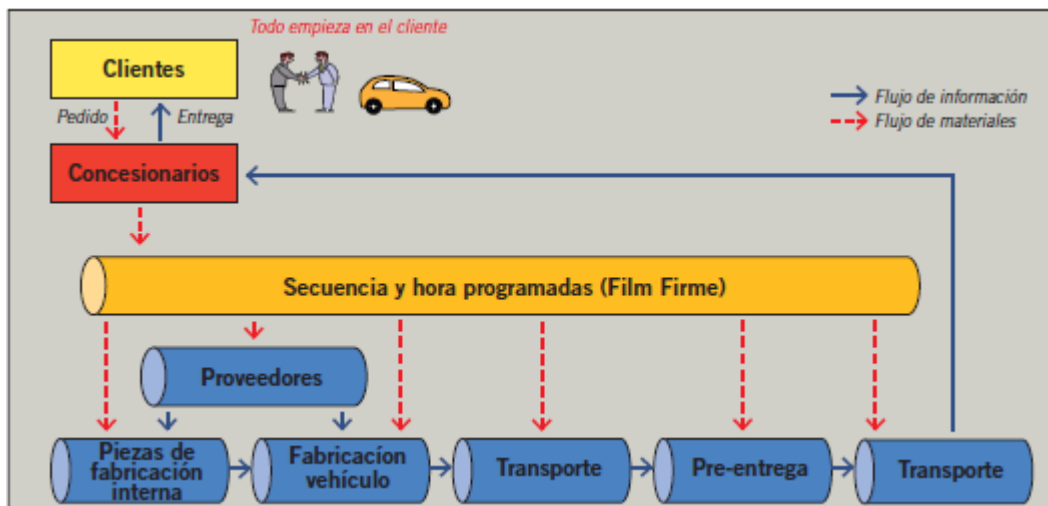 Todo empieza en el cliente
Clientes
Pedido
Entrega
Flujo de información
Flujo de materiales
Concesionarios
Secuencia y hora programadas (Film Firme)
Proveedores
Piezas de
fabricación
interna
Fabricacíon
vehículo
Transporte
Pre-entrega
Transporte